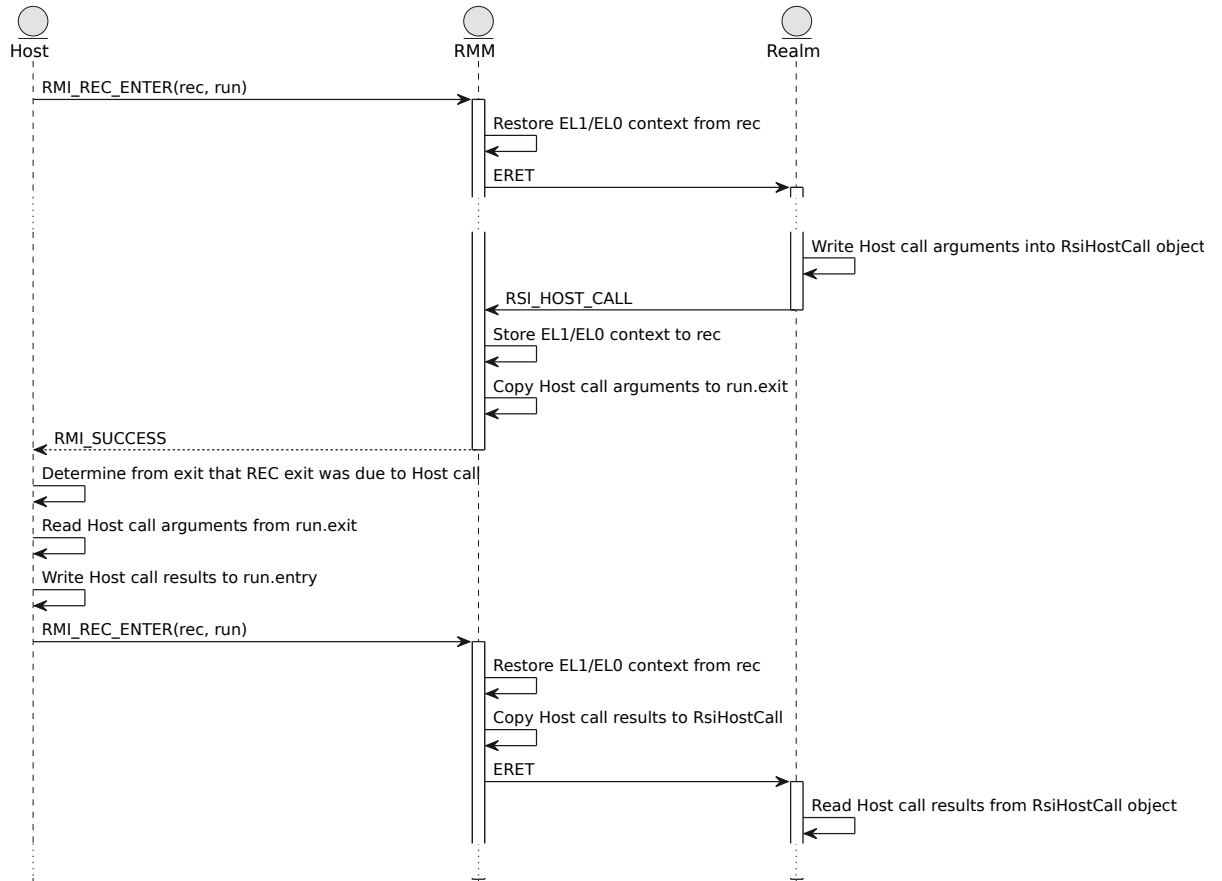 Host
RMM
Realm
RMI_REC_ENTER(rec, run)
Restore EL1/EL0 context from rec
ERET
Write Host call arguments into RsiHostCall object
RSI_HOST_CALL
Store EL1/EL0 context to rec
Copy Host call arguments to run.exit
RMI_SUCCESS
Determine from exit that REC exit was due to Host call
Read Host call arguments from run.exit
Write Host call results to run.entry
RMI_REC_ENTER(rec, run)
Restore EL1/EL0 context from rec
Copy Host call results to RsiHostCall
ERET
Read Host call results from RsiHostCall object